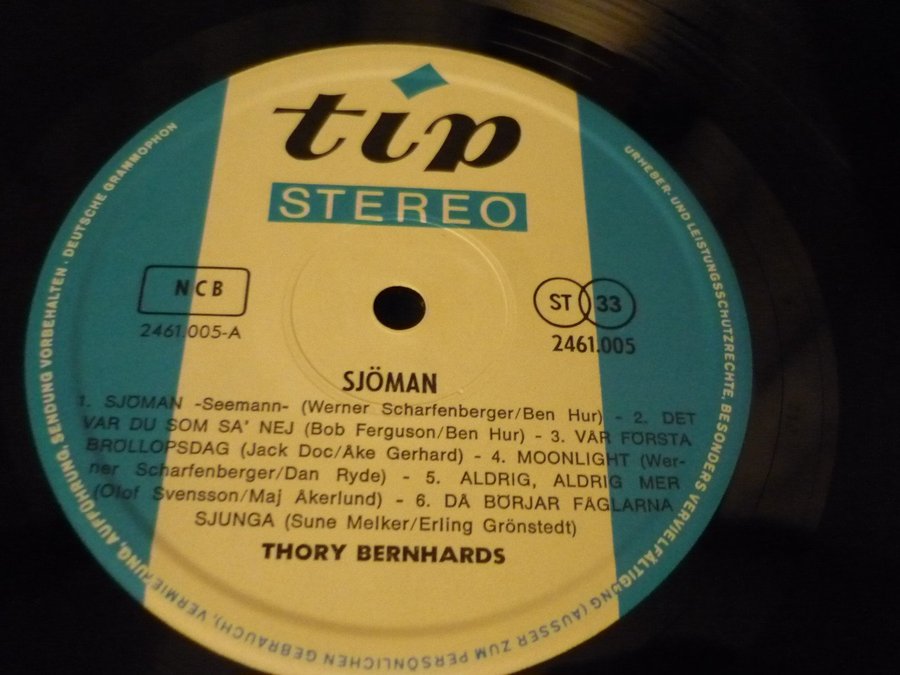 tip
STEREO
NCB
2461.005-A
ST 33
2461.005
SJÖMAN
1. SJÖMAN -Seemann- (Werner Scharfenberger/Ben Hur) - 2. DET
VAR DU SOM SA' NEJ (Bob Ferguson/Ben Hur) - 3. VÅR FÖRSTA
BRÖLLOPSDAG (Jack Doc/Åke Gerhard) - 4. MOONLIGHT (Wer-
ner Scharfenberger/Dan Ryde) - 5. ALDRIG, ALDRIG MER
(Olof Svensson/Maj Åkerlund) - 6. DÅ BÖRJAR FÅGLARNA
SJUNGA (Sune Melker/Erling Grönstedt)
THORY BERNHARDS
URHEBER- UND LEISTUNGSSCHUTZRECHTE, BESONDERS VERVIELFÄLTIGUNG (AUSSER ZUM PERSÖNLICHEN GEBRAUCH), VERMIETUNG, AUFFÜHRUNG, SENDUNG VORBEHALTEN · DEUTSCHE GRAMMOPHON